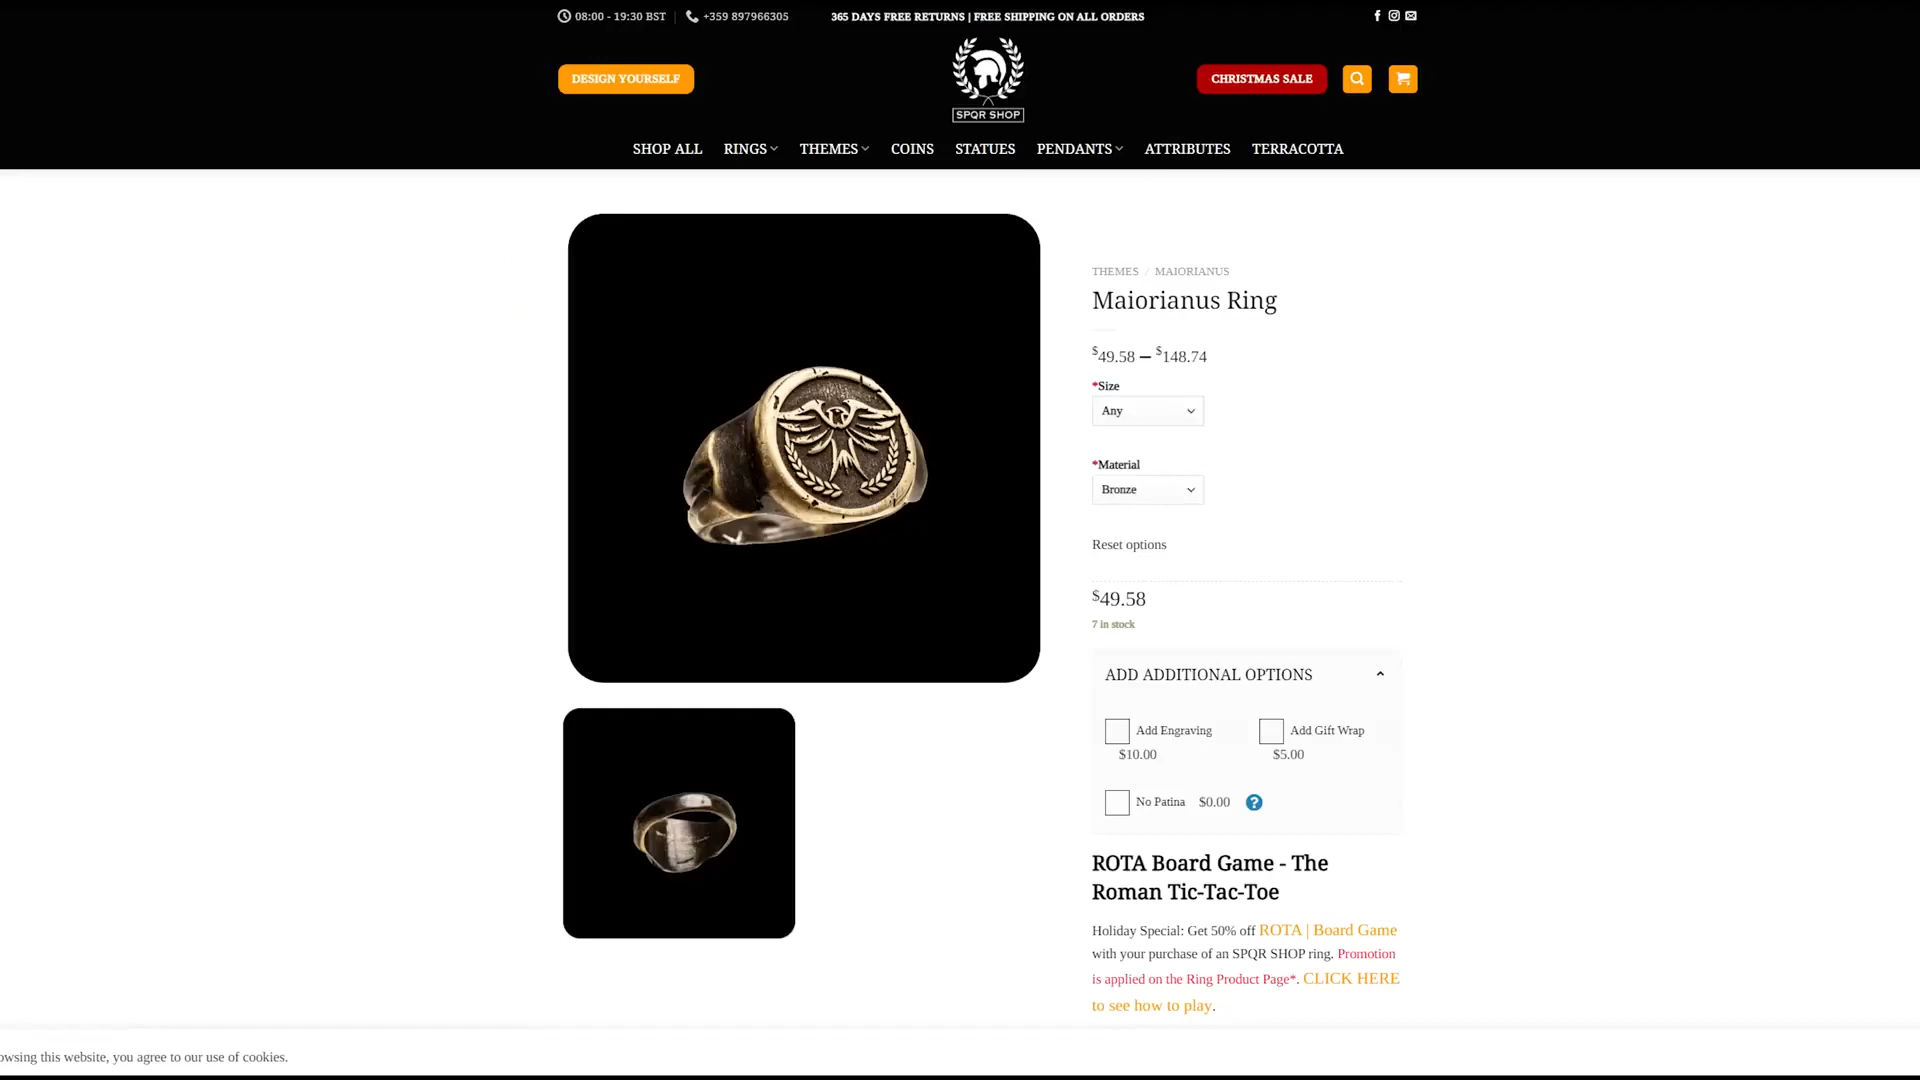 08:00 - 19:30 BST
+359 897966305
365 DAYS FREE RETURNS | FREE SHIPPING ON ALL ORDERS
DESIGN YOURSELF
SPQR SHOP
CHRISTMAS SALE
SHOP ALL RINGS THEMES COINS STATUES PENDANTS ATTRIBUTES TERRACOTTA
THEMES / MAIORIANUS
Maiorianus Ring
$49.58 – $148.74
*Size
Any
*Material
Bronze
Reset options
$49.58
7 in stock
ADD ADDITIONAL OPTIONS
Add Engraving Add Gift Wrap
$10.00 $5.00
No Patina $0.00 ?
ROTA Board Game - The
Roman Tic-Tac-Toe
Holiday Special: Get 50% off ROTA | Board Game
with your purchase of an SPQR SHOP ring. Promotion
is applied on the Ring Product Page*. CLICK HERE
to see how to play.
owsing this website, you agree to our use of cookies.